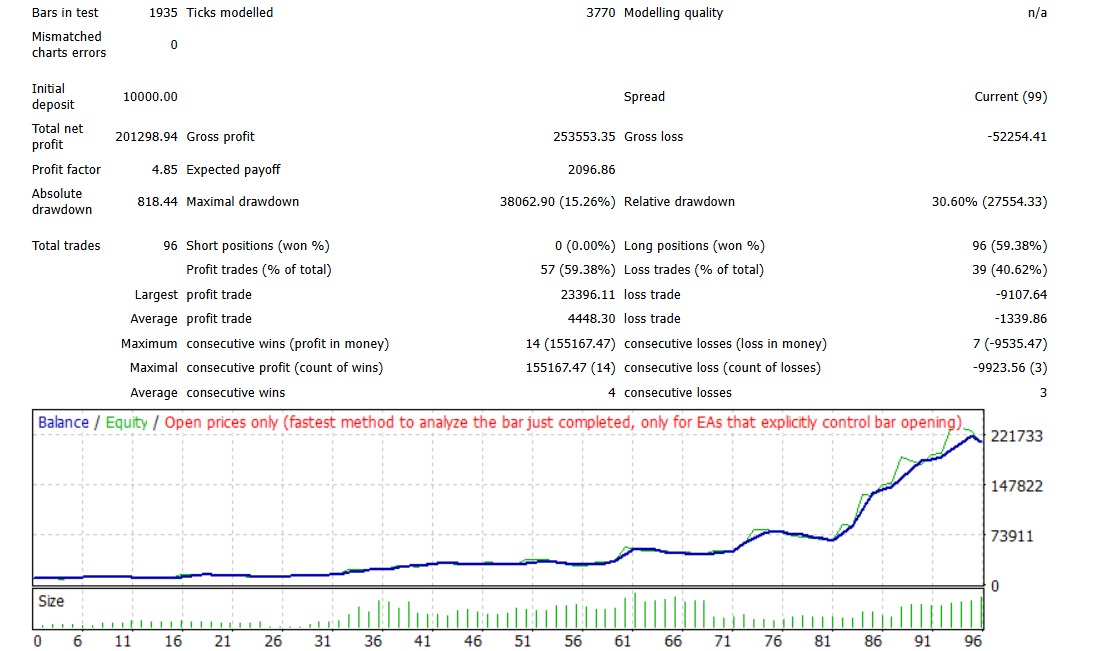 Bars in test 1935 Ticks modelled 3770 Modelling quality n/a
Mismatched
charts errors 0
Initial
deposit 10000.00 Spread Current (99)
Total net
profit 201298.94 Gross profit 253553.35 Gross loss -52254.41
Profit factor 4.85 Expected payoff 2096.86
Absolute
drawdown 818.44 Maximal drawdown 38062.90 (15.26%) Relative drawdown 30.60% (27554.33)
Total trades 96 Short positions (won %) 0 (0.00%) Long positions (won %) 96 (59.38%)
Profit trades (% of total) 57 (59.38%) Loss trades (% of total) 39 (40.62%)
Largest profit trade 23396.11 loss trade -9107.64
Average profit trade 4448.30 loss trade -1339.86
Maximum consecutive wins (profit in money) 14 (155167.47) consecutive losses (loss in money) 7 (-9535.47)
Maximal consecutive profit (count of wins) 155167.47 (14) consecutive loss (count of losses) -9923.56 (3)
Average consecutive wins 4 consecutive losses 3
Balance / Equity / Open prices only (fastest method to analyze the bar just completed, only for EAs that explicitly control bar opening)
221733
147822
73911
0
Size
0 6 11 16 21 26 31 36 41 46 51 56 61 66 71 76 81 86 91 96